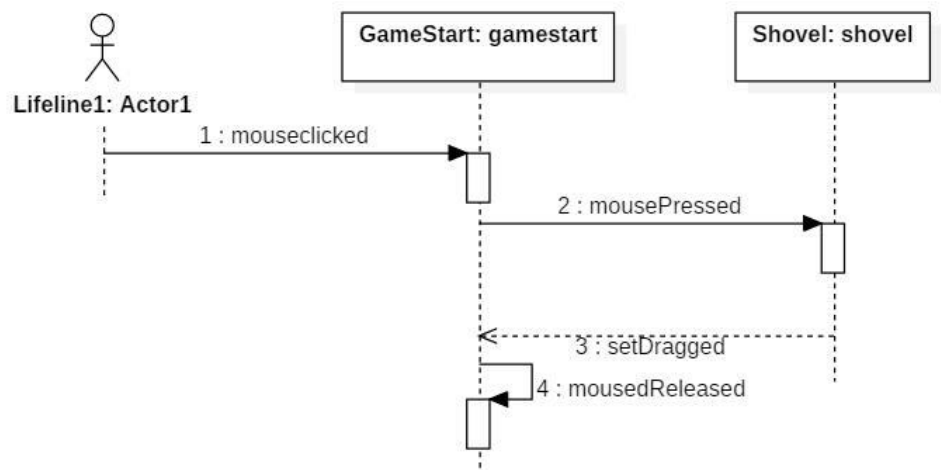 GameStart: gamestart
Shovel: shovel
Lifeline1: Actor1
1 : mouseclicked
2 : mousePressed
3 : setDragged
4 : mousedReleased